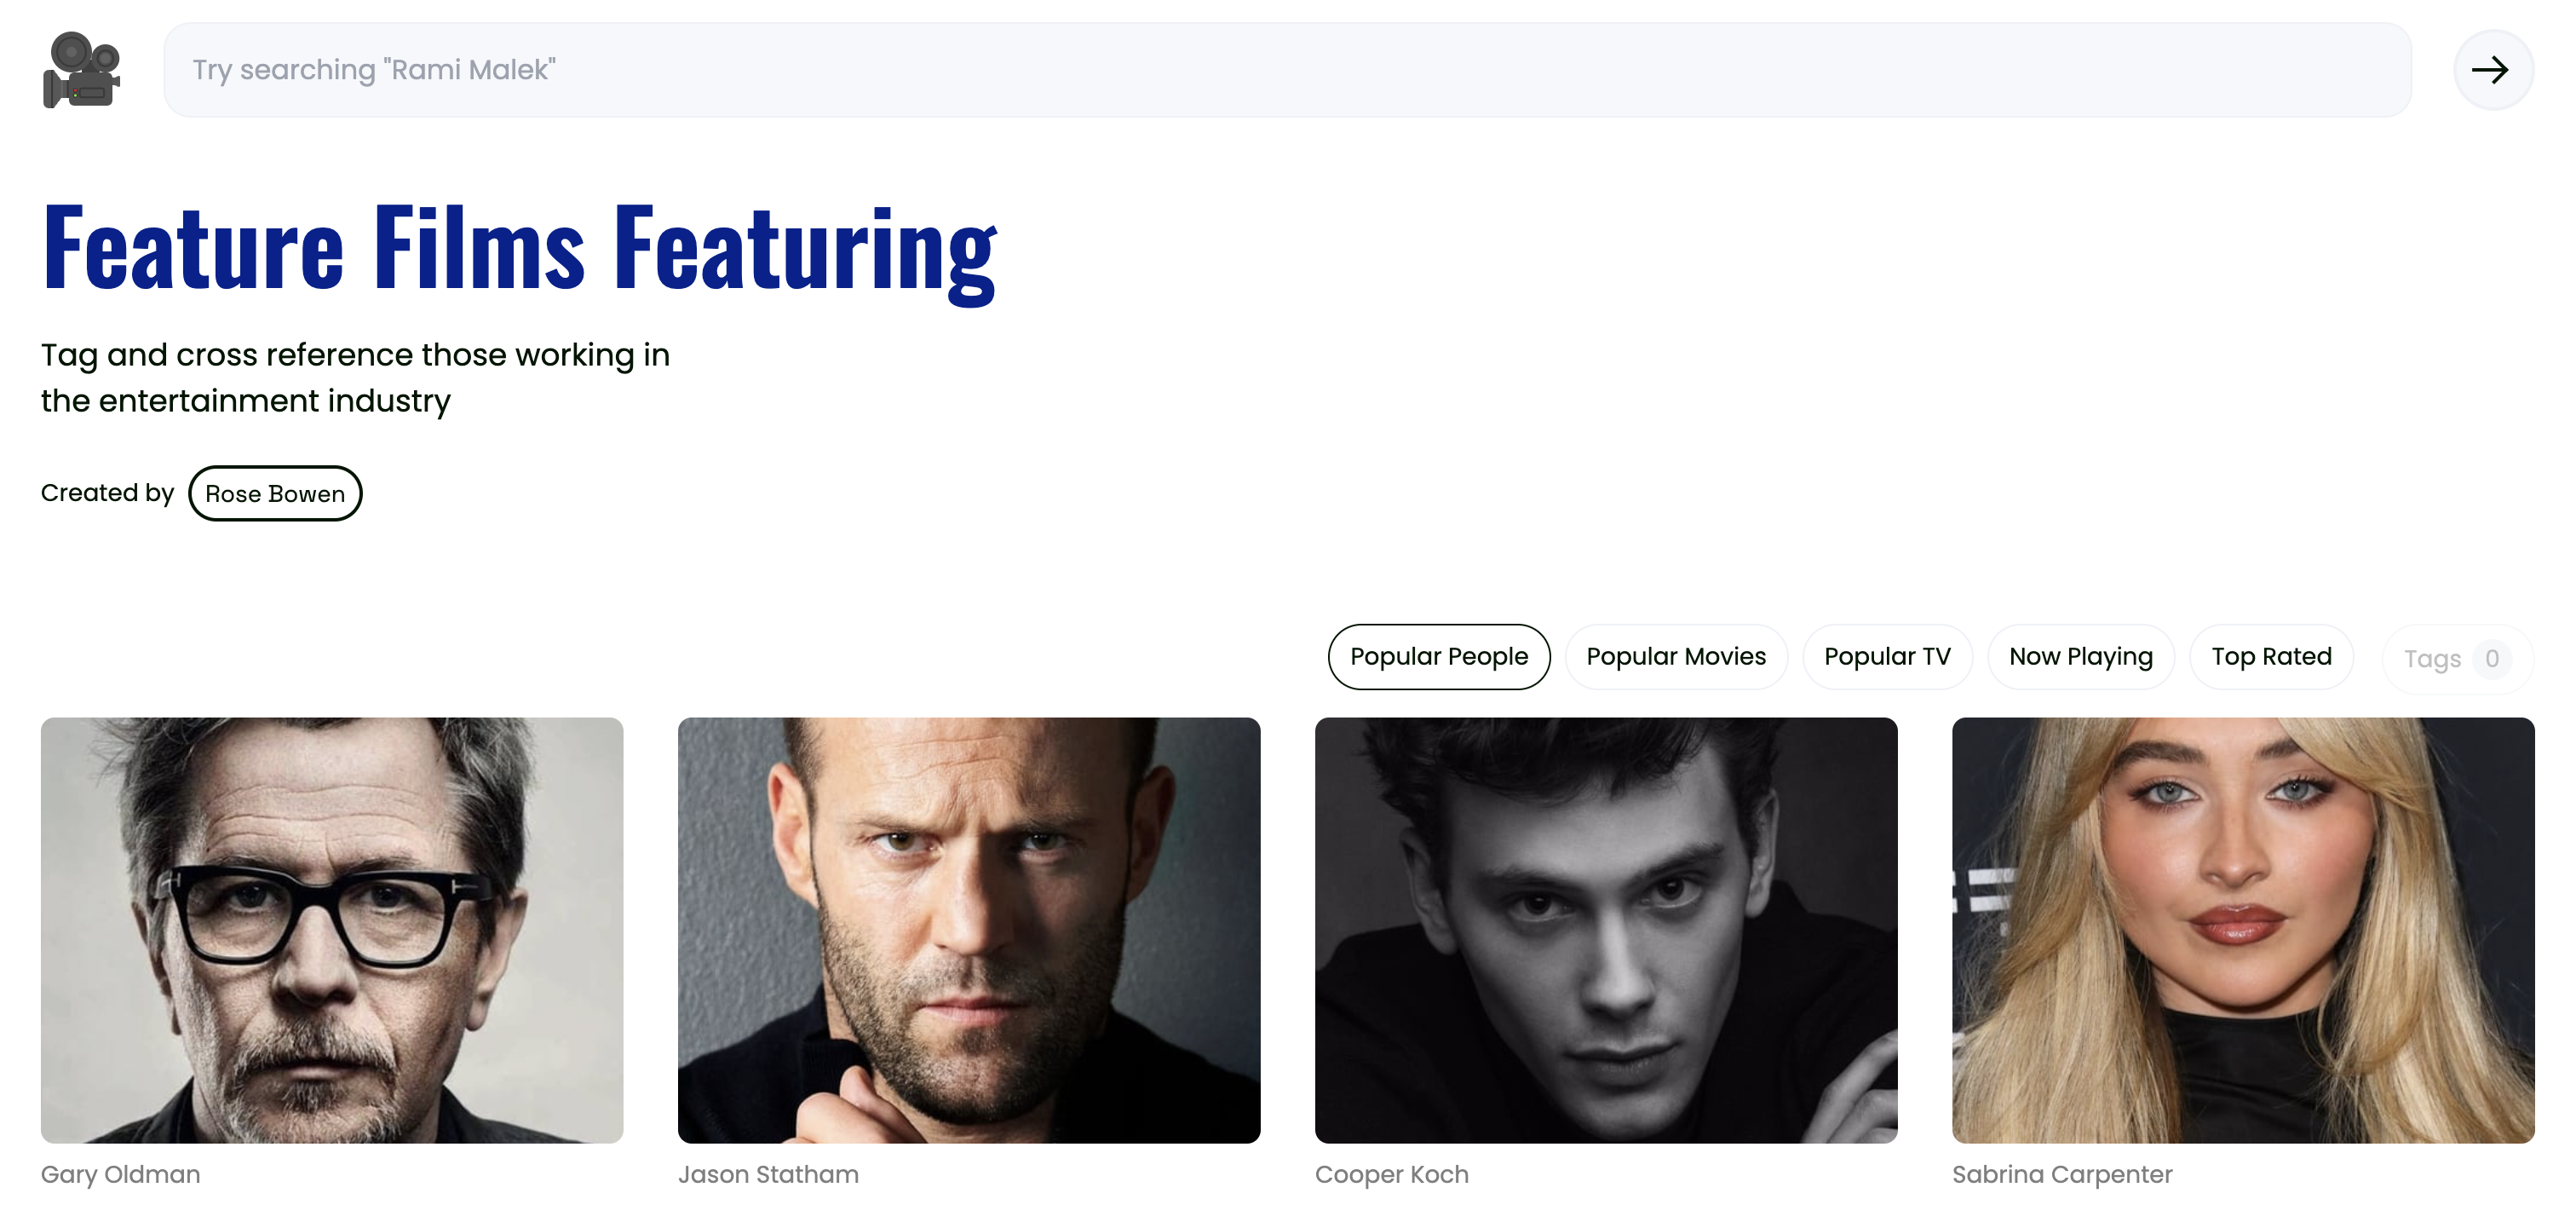 Try searching "Rami Malek"
Feature Films Featuring
Tag and cross reference those working in
the entertainment industry
Created by Rose Bowen
Popular People Popular Movies Popular TV Now Playing Top Rated Tags 0
Gary Oldman Jason Statham Cooper Koch Sabrina Carpenter